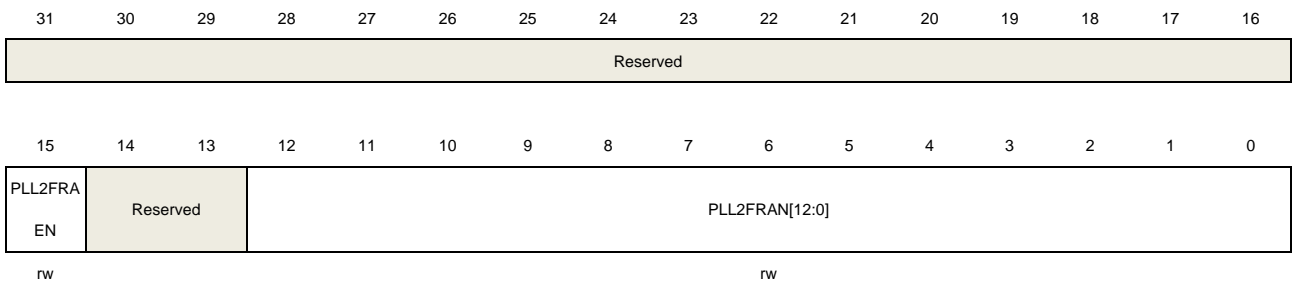 31 30 29 28 27 26 25 24 23 22 21 20 19 18 17 16
Reserved
15 14 13 12 11 10 9 8 7 6 5 4 3 2 1 0
PLL2FRA
EN
Reserved
PLL2FRAN[12:0]
rw rw